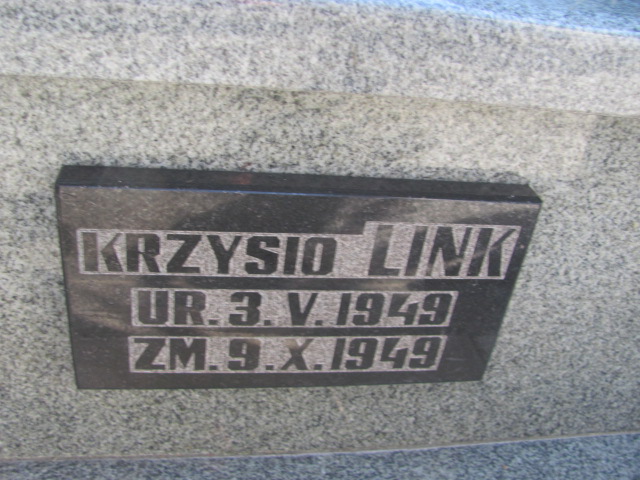 KRZYSIO LINK
UR. 3. V. 1949
ZM. 9. X. 1949